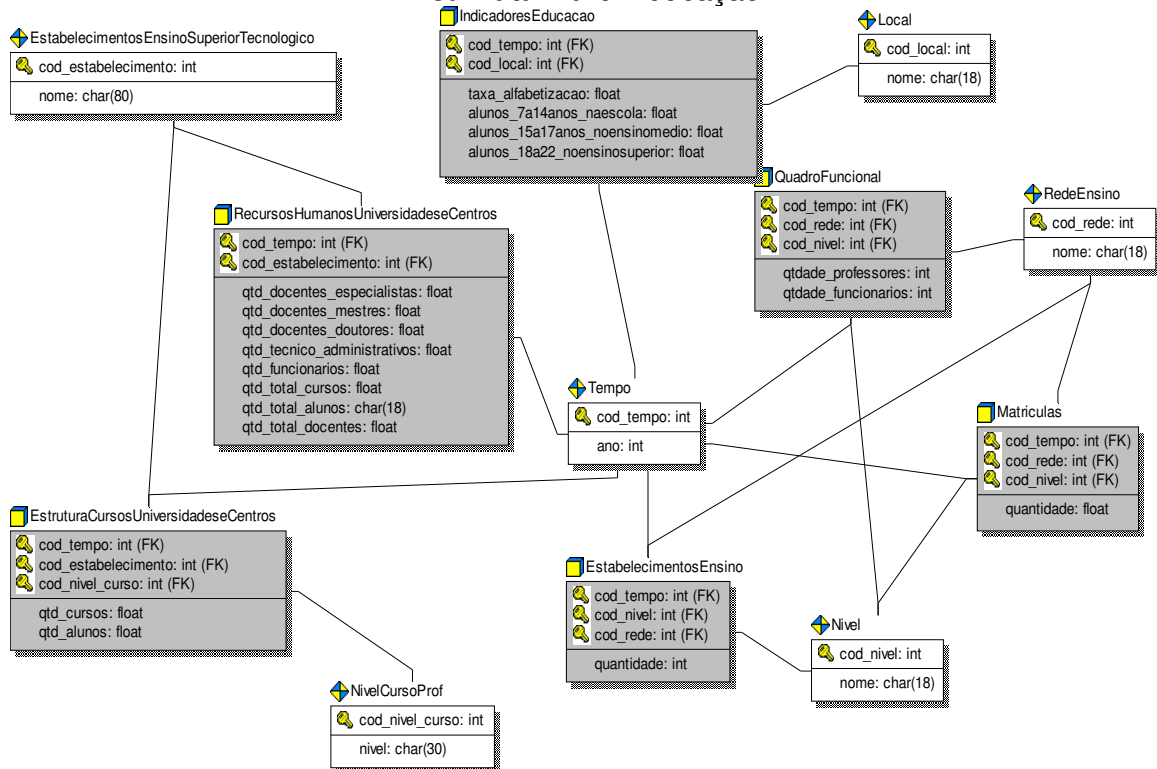 IndicadoresEducacao
cod_tempo: int (FK)
cod_local: int (FK)
taxa_alfabetizacao: float
alunos_7a14anos_naescola: float
alunos_15a17anos_noensinomedio: float
alunos_18a22_noensinosuperior: float
Local
cod_local: int
nome: char(18)
EstabelecimentosEnsinoSuperiorTecnologico
cod_estabelecimento: int
nome: char(80)
QuadroFuncional
cod_tempo: int (FK)
cod_rede: int (FK)
cod_nivel: int (FK)
qtdade_professores: int
qtdade_funcionarios: int
RedeEnsino
cod_rede: int
nome: char(18)
RecursosHumanosUniversidadeseCentros
cod_tempo: int (FK)
cod_estabelecimento: int (FK)
qtd_docentes_especialistas: float
qtd_docentes_mestres: float
qtd_docentes_doutores: float
qtd_tecnico_administrativos: float
qtd_funcionarios: float
qtd_total_cursos: float
qtd_total_alunos: char(18)
qtd_total_docentes: float
Tempo
cod_tempo: int
ano: int
Matriculas
cod_tempo: int (FK)
cod_rede: int (FK)
cod_nivel: int (FK)
quantidade: float
EstruturaCursosUniversidadeseCentros
cod_tempo: int (FK)
cod_estabelecimento: int (FK)
cod_nivel_curso: int (FK)
qtd_cursos: float
qtd_alunos: float
EstabelecimentosEnsino
cod_tempo: int (FK)
cod_nivel: int (FK)
cod_rede: int (FK)
quantidade: int
Nivel
cod_nivel: int
nome: char(18)
NivelCursoProf
cod_nivel_curso: int
nivel: char(30)